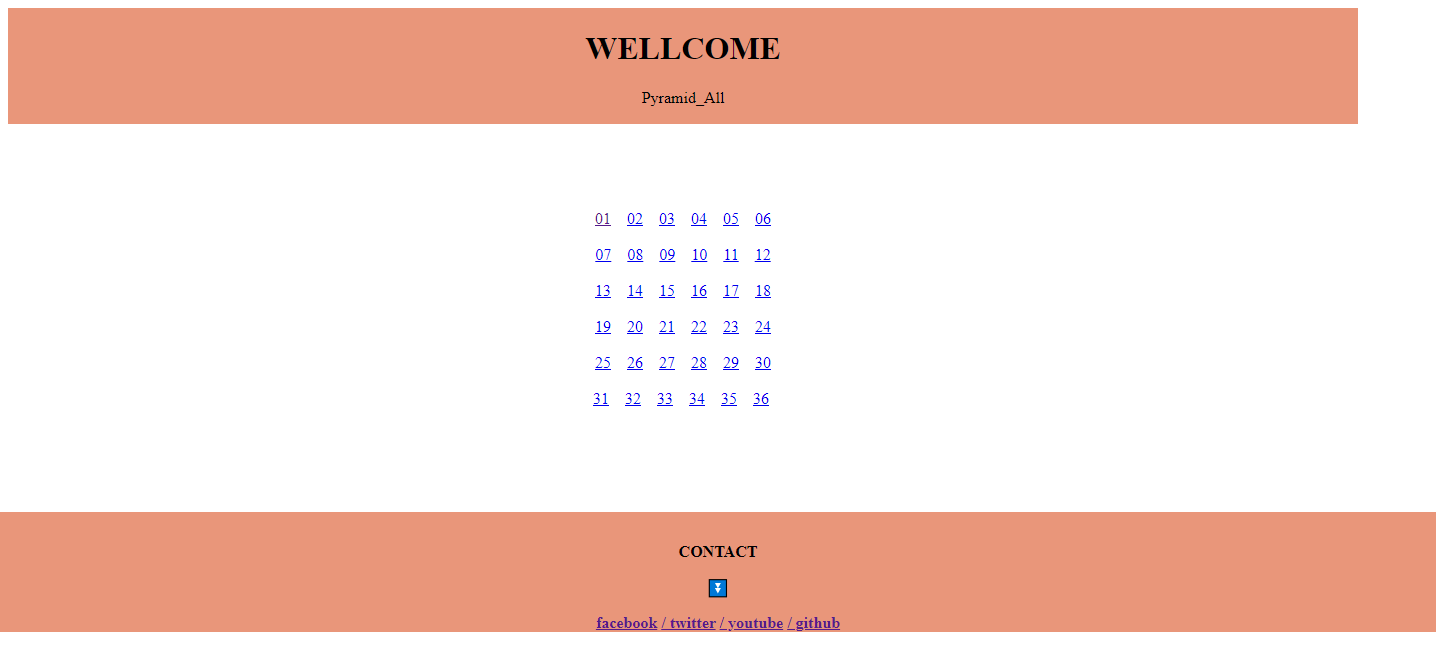 WELLCOME
Pyramid_All
01 02 03 04 05 06
07 08 09 10 11 12
13 14 15 16 17 18
19 20 21 22 23 24
25 26 27 28 29 30
31 32 33 34 35 36
CONTACT
⏬
facebook / twitter / youtube / github